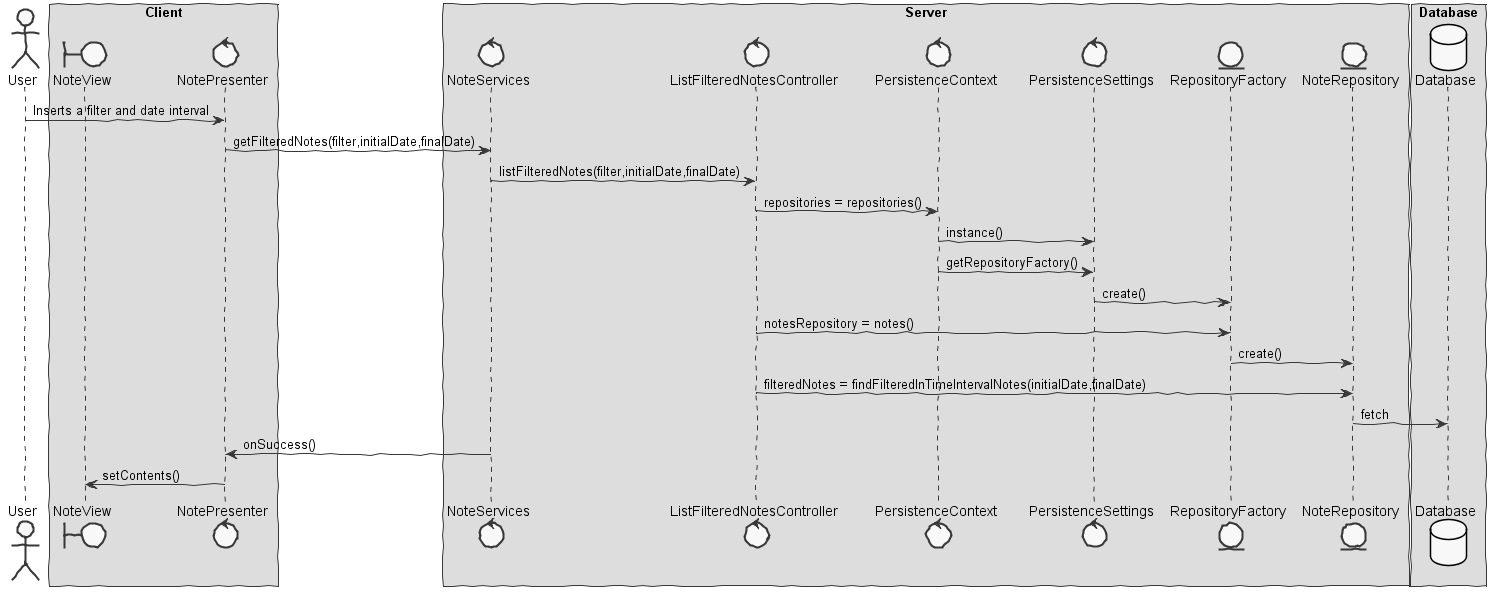 Client
Server
Database
User
NoteView
NotePresenter
NoteServices
ListFilteredNotesController
PersistenceContext
PersistenceSettings
RepositoryFactory
NoteRepository
Database
Inserts a filter and date interval
getFilteredNotes(filter,initialDate,finalDate)
listFilteredNotes(filter,initialDate,finalDate)
repositories = repositories()
instance()
getRepositoryFactory()
create()
notesRepository = notes()
create()
filteredNotes = findFilteredInTimeIntervalNotes(initialDate,finalDate)
fetch
onSuccess()
setContents()
User
NoteView
NotePresenter
NoteServices
ListFilteredNotesController
PersistenceContext
PersistenceSettings
RepositoryFactory
NoteRepository
Database